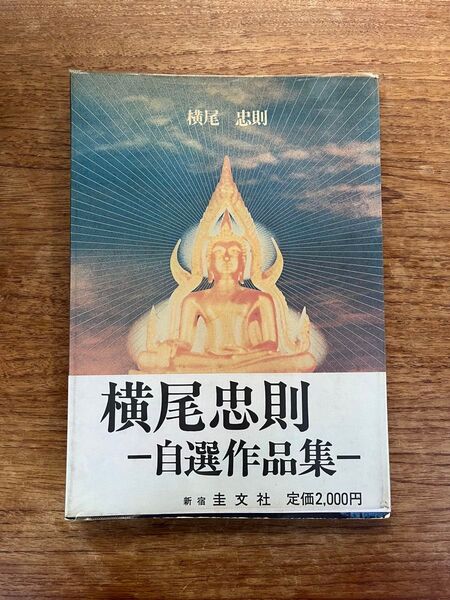 横尾 忠則
横尾忠則
－自選作品集－
新宿 圭文社 定価2,000円